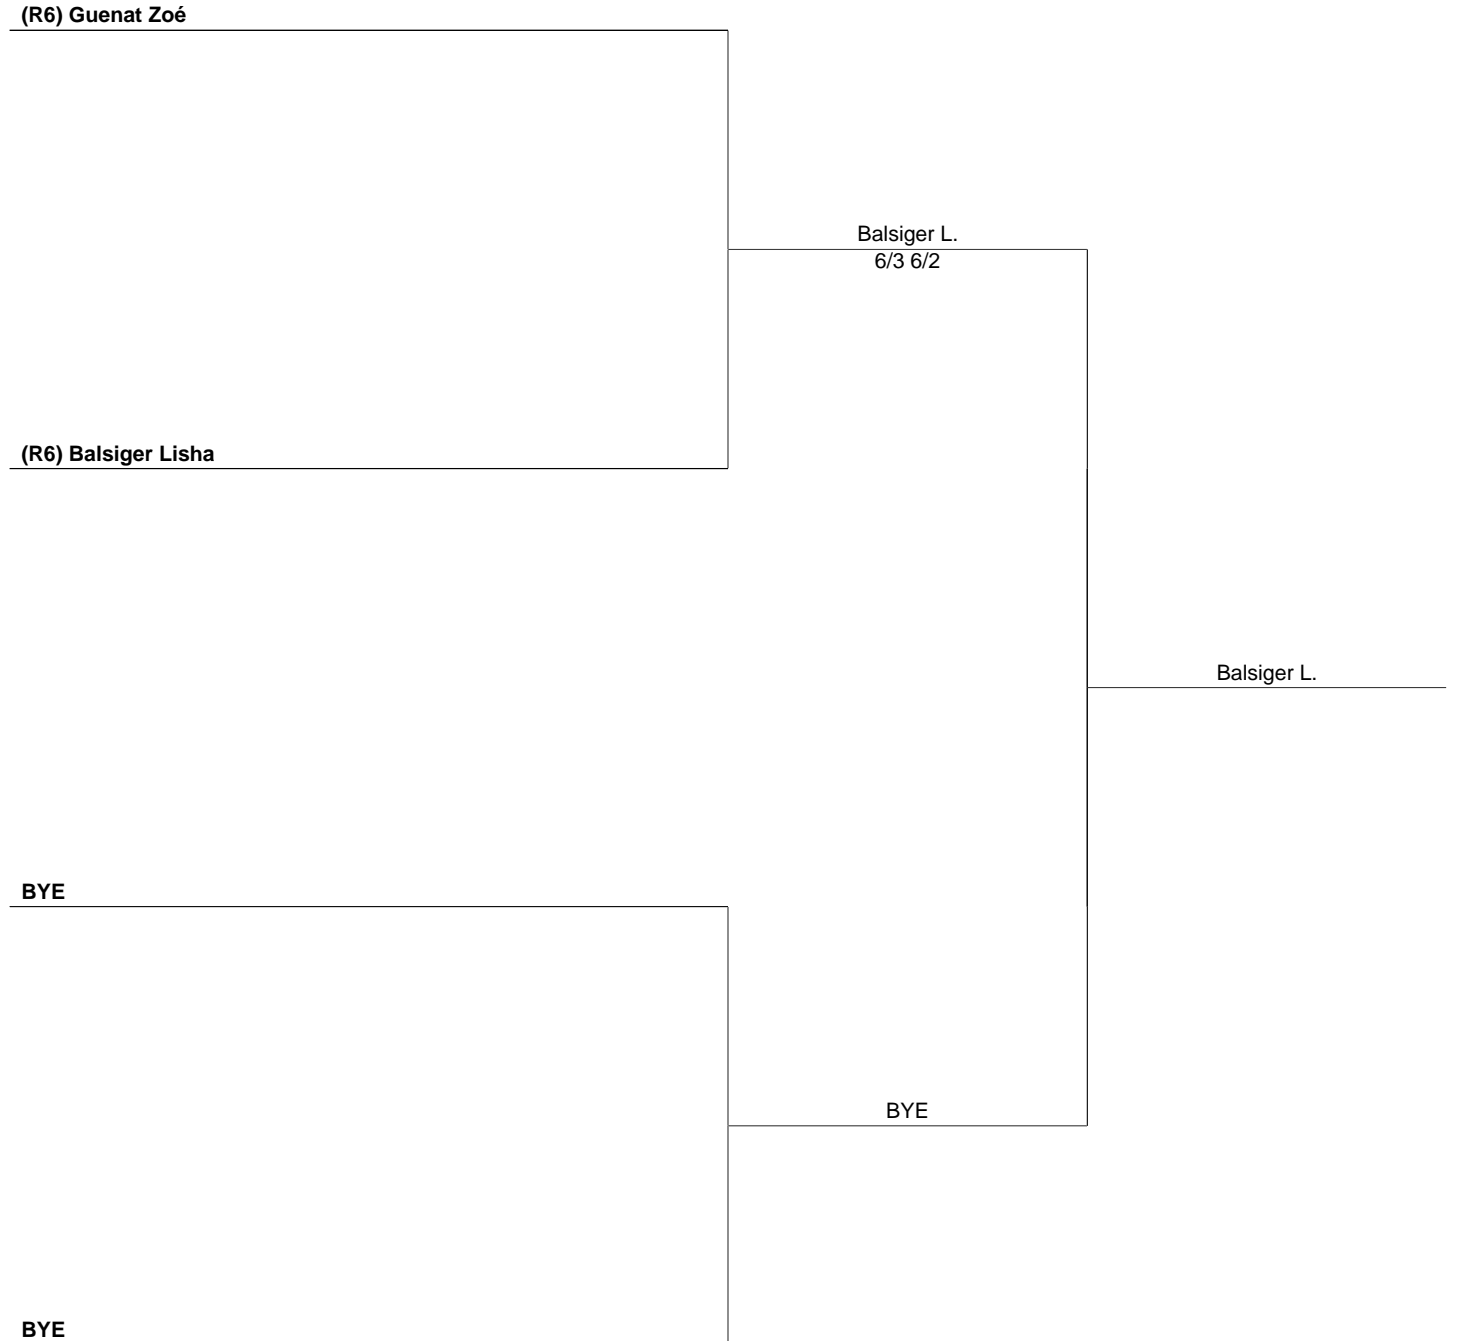 (R6) Guenat Zoé
Balsiger L.
6/3 6/2
(R6) Balsiger Lisha
Balsiger L.
BYE
BYE
BYE